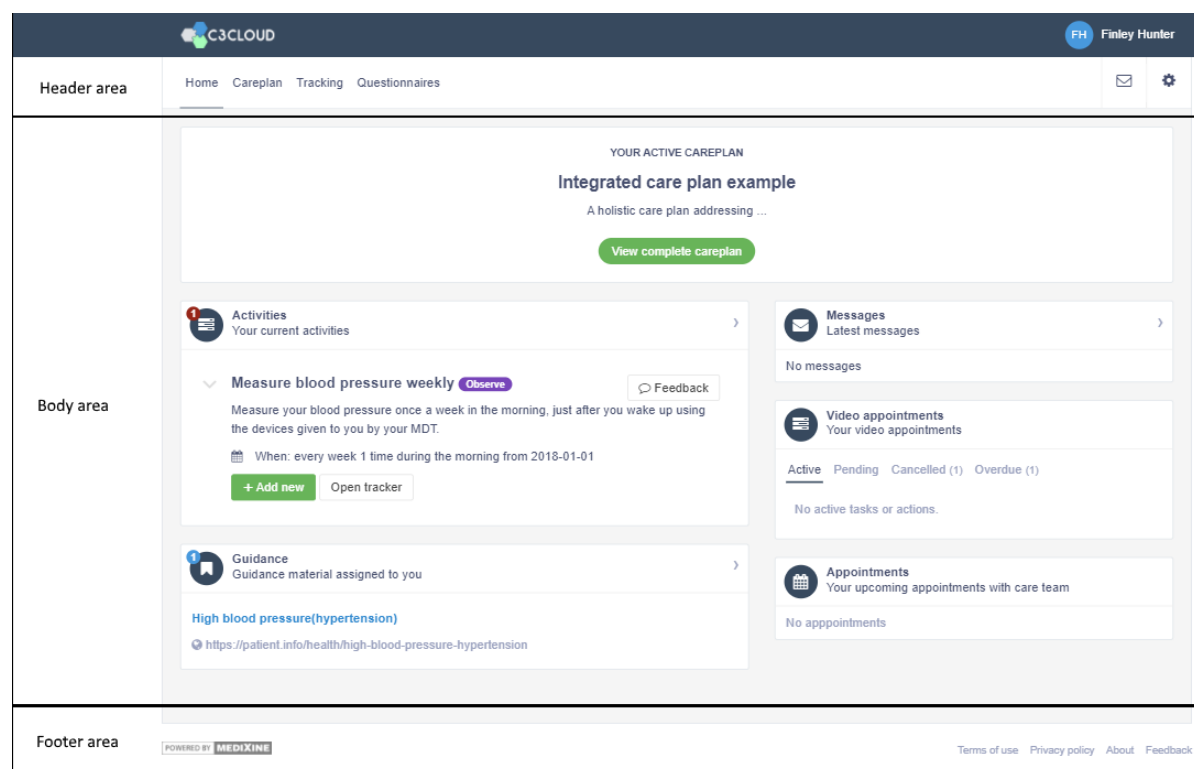 C3CLOUD
FH Finley Hunter
Header area
Home Careplan Tracking Questionnaires
YOUR ACTIVE CAREPLAN
Integrated care plan example
A holistic care plan addressing ...
View complete careplan
1
Activities
Your current activities
Measure blood pressure weekly Observe
Feedback
Measure your blood pressure once a week in the morning, just after you wake up using
the devices given to you by your MDT.
When: every week 1 time during the morning from 2018-01-01
+ Add new Open tracker
1
Guidance
Guidance material assigned to you
High blood pressure(hypertension)
https://patient.info/health/high-blood-pressure-hypertension
Messages
Latest messages
No messages
Body area
Video appointments
Your video appointments
Active Pending Cancelled (1) Overdue (1)
No active tasks or actions.
Appointments
Your upcoming appointments with care team
No apppointments
Footer area
POWERED BY MEDIXINE
Terms of use Privacy policy About Feedback